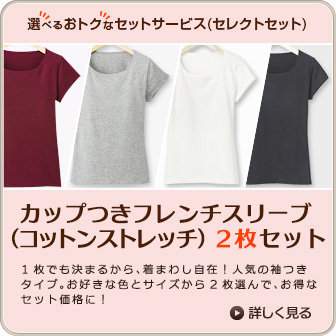 選べるおトクなセットサービス(セレクトセット)
カップつきフレンチスリーブ
(コットンストレッチ) 2枚セット
1枚でも決まるから、着まわし自在!人気の袖つき
タイプ。お好きな色とサイズから2枚選んで、お得な
セット価格に!
詳しく見る